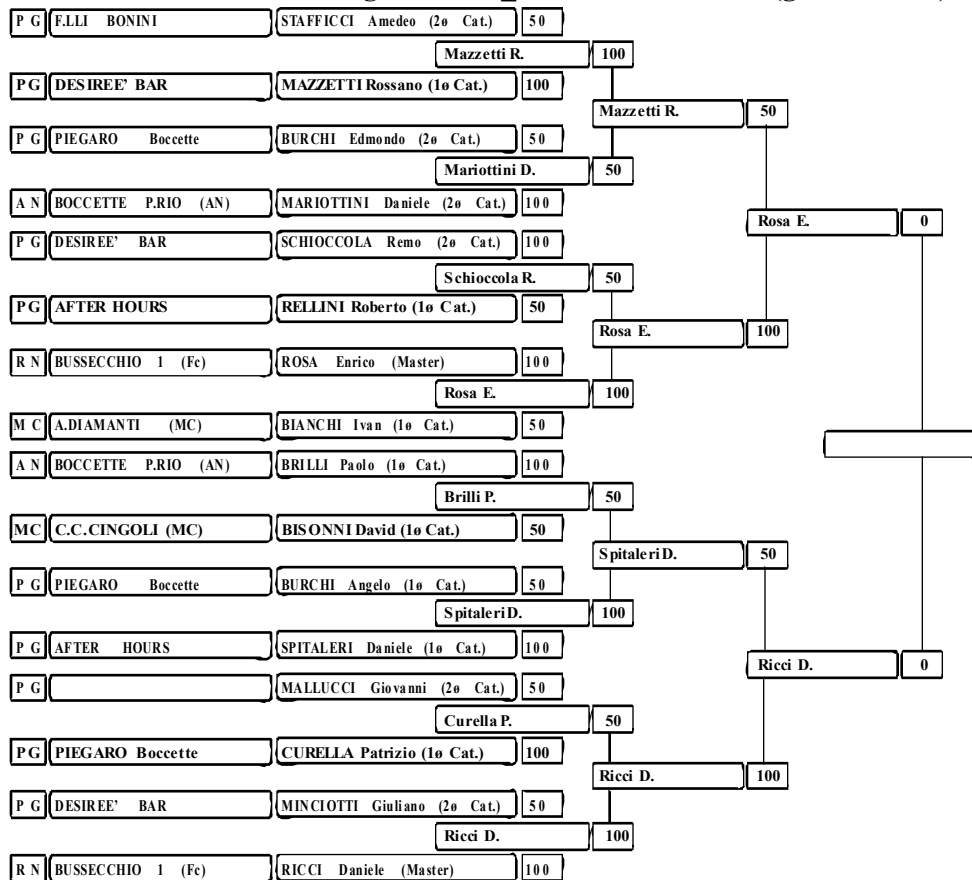 P G F.LLI BONINI STAFFICCI Amedeo (2ø Cat.) 50
Mazzetti R. 100
PG DESIREE' BAR MAZZETTI Rossano (1ø Cat.) 100
Mazzetti R. 50
P G PIEGARO Boccette BURCHI Edmondo (2ø Cat.) 50
Mariottini D. 50
A N BOCCETTE P.RIO (AN) MARIOTTINI Daniele (2ø Cat.) 100
Rosa E. 0
P G DESIREE' BAR SCHIOCCOLA Remo (2ø Cat.) 100
Schioccola R. 50
PG AFTER HOURS RELLINI Roberto (1ø Cat.) 50
Rosa E. 100
R N BUSSECCHIO 1 (Fc) ROSA Enrico (Master) 100
Rosa E. 100
M C A.DIAMANTI (MC) BIANCHI Ivan (1ø Cat.) 50
A N BOCCETTE P.RIO (AN) BRILLI Paolo (1ø Cat.) 100
Brilli P. 50
MC C.C.CINGOLI (MC) BISONNI David (1ø Cat.) 50
Spitaleri D. 50
P G PIEGARO Boccette BURCHI Angelo (1ø Cat.) 50
Spitaleri D. 100
P G AFTER HOURS SPITALERI Daniele (1ø Cat.) 100
Ricci D. 0
P G MALLUCCI Giovanni (2ø Cat.) 50
Curella P. 50
PG PIEGARO Boccette CURELLA Patrizio (1ø Cat.) 100
Ricci D. 100
P G DESIREE' BAR MINCIOTTI Giuliano (2ø Cat.) 50
Ricci D. 100
R N BUSSECCHIO 1 (Fc) RICCI Daniele (Master) 100